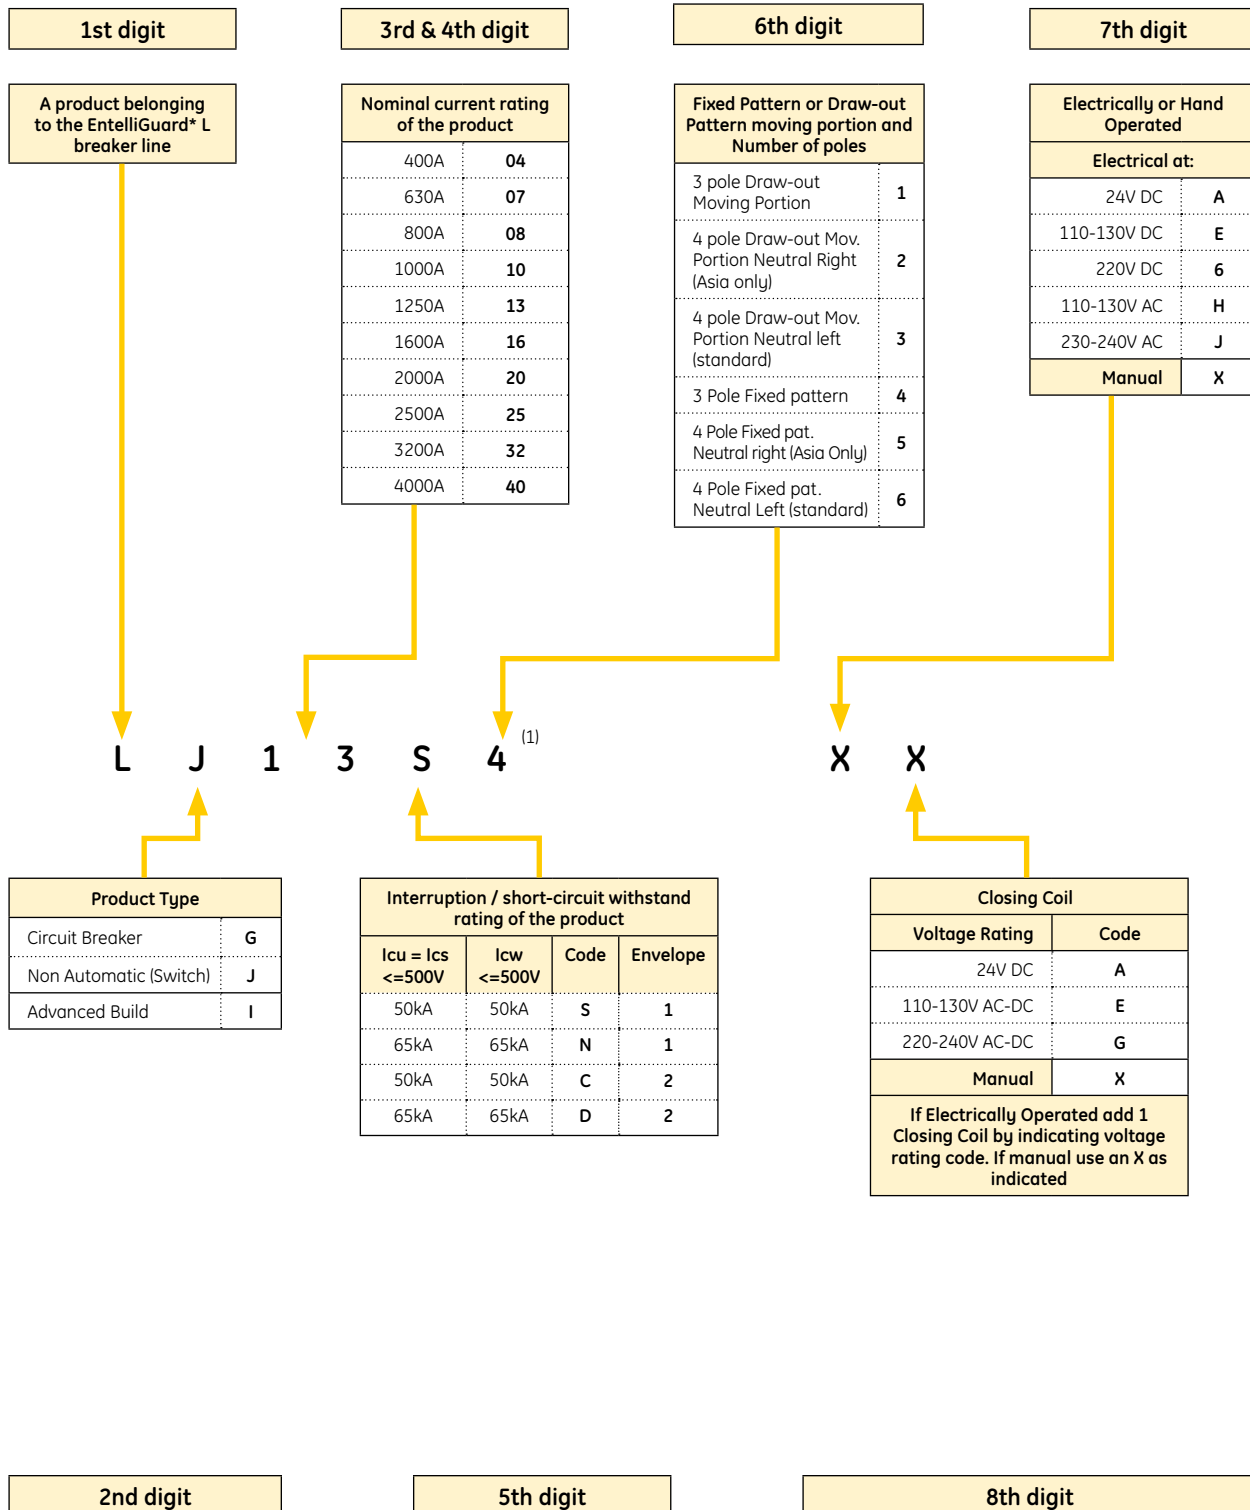 1st digit
3rd & 4th digit
6th digit
7th digit
A product belonging
to the EntelliGuard* L
breaker line
Nominal current rating
of the product
400A 04
630A 07
800A 08
1000A 10
1250A 13
1600A 16
2000A 20
2500A 25
3200A 32
4000A 40
Fixed Pattern or Draw-out
Pattern moving portion and
Number of poles
3 pole Draw-out
Moving Portion 1
4 pole Draw-out Mov.
Portion Neutral Right 2
(Asia only)
4 pole Draw-out Mov.
Portion Neutral left 3
(standard)
3 Pole Fixed pattern 4
4 Pole Fixed pat.
Neutral right (Asia Only) 5
4 Pole Fixed pat.
Neutral Left (standard) 6
Electrically or Hand
Operated
Electrical at:
24V DC A
110-130V DC E
220V DC 6
110-130V AC H
230-240V AC J
Manual X
L J 1 3 S 4 (1) X X
Product Type
Circuit Breaker G
Non Automatic (Switch) J
Advanced Build I
Interruption / short-circuit withstand
rating of the product
Icu = Ics Icw Code Envelope
<=500V <=500V
50kA 50kA S 1
65kA 65kA N 1
50kA 50kA C 2
65kA 65kA D 2
Closing Coil
Voltage Rating Code
24V DC A
110-130V AC-DC E
220-240V AC-DC G
Manual X
If Electrically Operated add 1
Closing Coil by indicating voltage
rating code. If manual use an X as
indicated
2nd digit
5th digit
8th digit